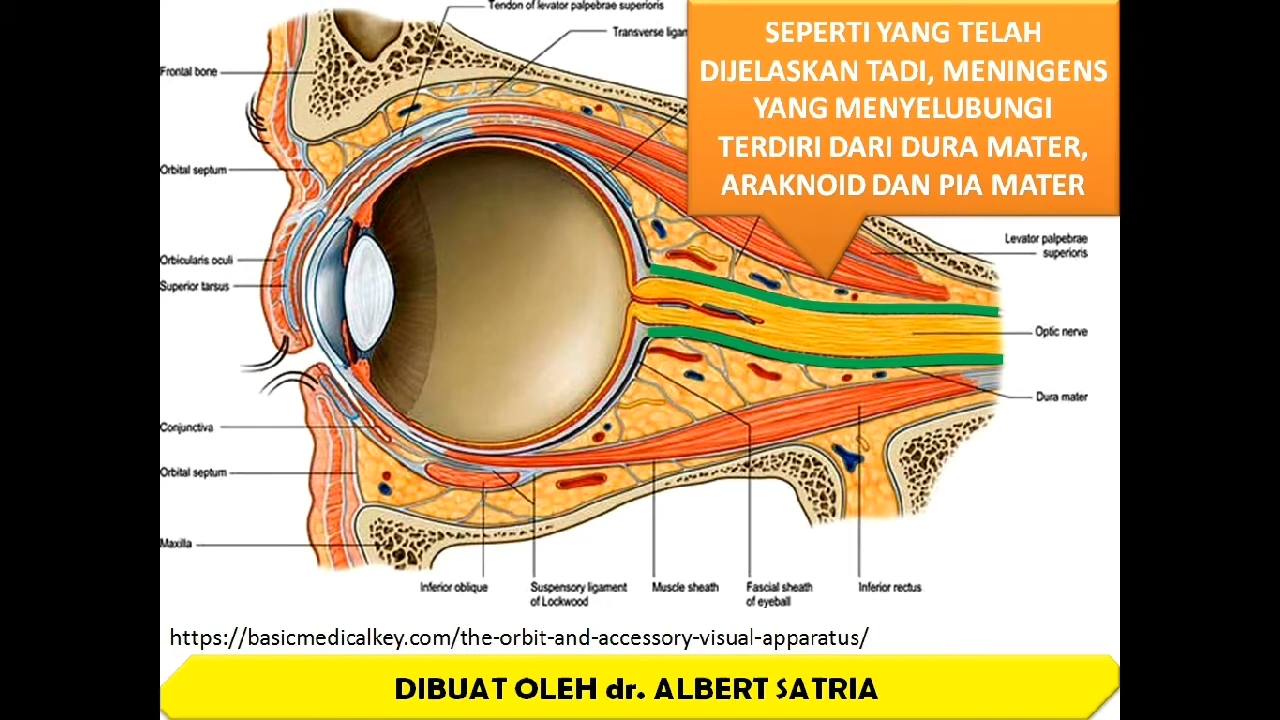 Tendon of levator palpebrae superioris
Transverse
Frontal bone
SEPERTI YANG TELAH
DIJELASKAN TADI, MENINGENS
YANG MENYELUBUNGI
TERDIRI DARI DURA MATER,
ARAKNOID DAN PIA MATER
Orbital septum
Levator palpebrae
superioris
Orbicularis oculi
Superior tarsus
Optic nerve
Dura mater
Conjunctiva
Orbital septum
Maxilla
Inferior oblique
Suspensory ligament
of Lockwood
Muscle sheath
Fascial sheath
of eyeball
Inferior rectus
https://basicmedicalkey.com/the-orbit-and-accessory-visual-apparatus/
DIBUAT OLEH dr. ALBERT SATRIA